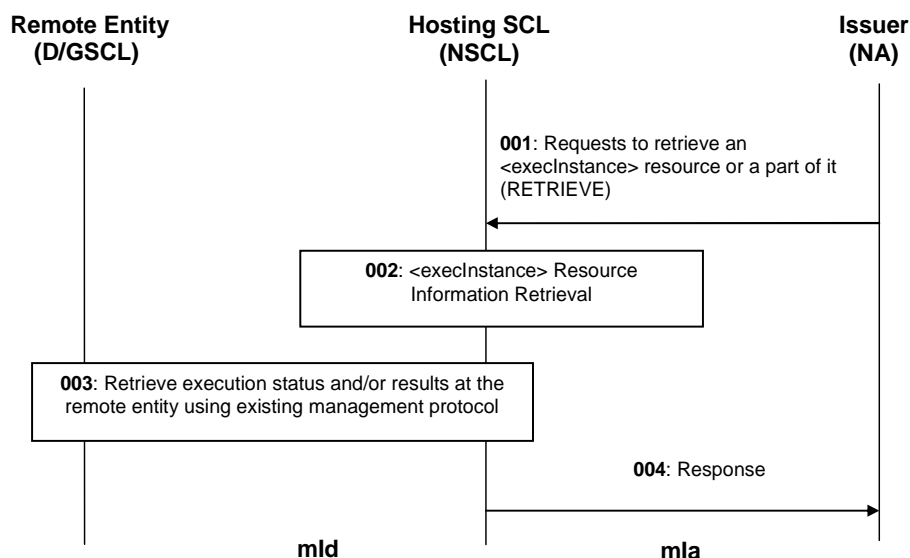 Remote Entity
(D/GSCL)
Hosting SCL
(NSCL)
Issuer
(NA)
001: Requests to retrieve an
<execInstance> resource or a part of it
(RETRIEVE)
002: <execInstance> Resource
Information Retrieval
003: Retrieve execution status and/or results at the
remote entity using existing management protocol
004: Response
mId
mIa